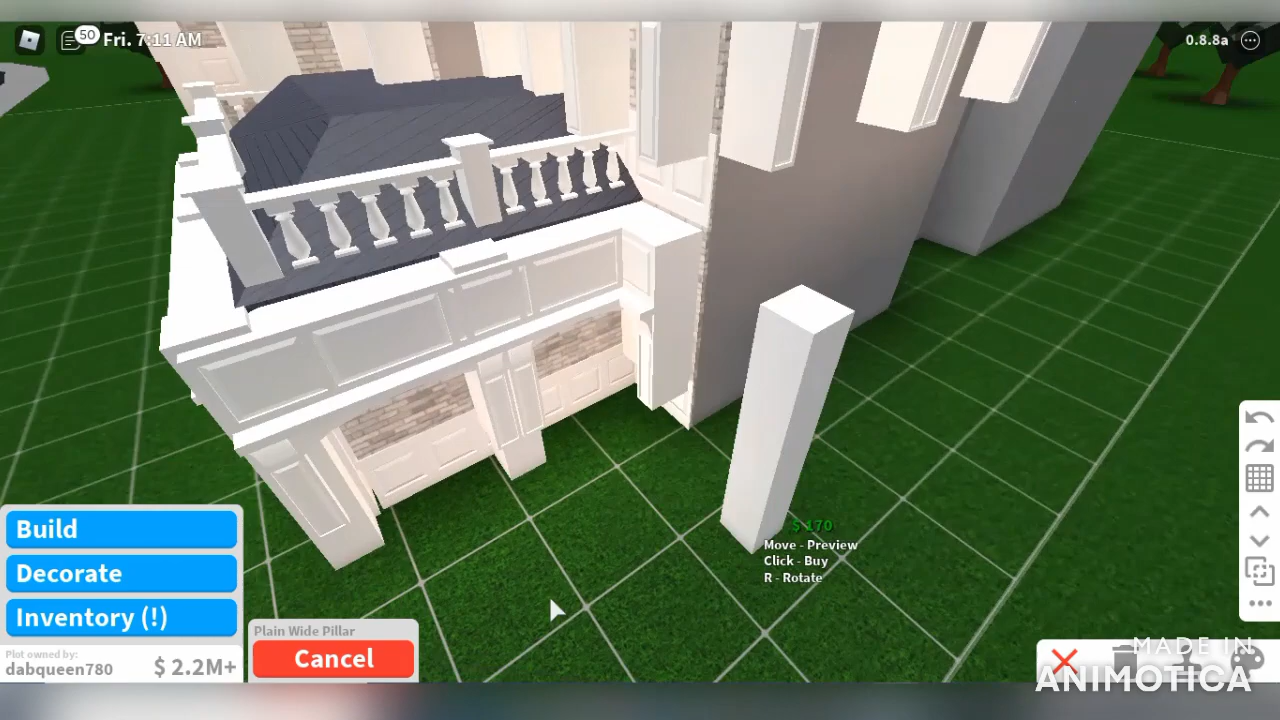 50
Fri. 7:11 AM
0.8.8a
$ 170
Move - Preview
Click - Buy
R - Rotate
Build
Decorate
Inventory (!)
Plot owned by:
dabqueen780
$ 2.2M+
Plain Wide Pillar
Cancel
MADE IN
ANIMOTICA